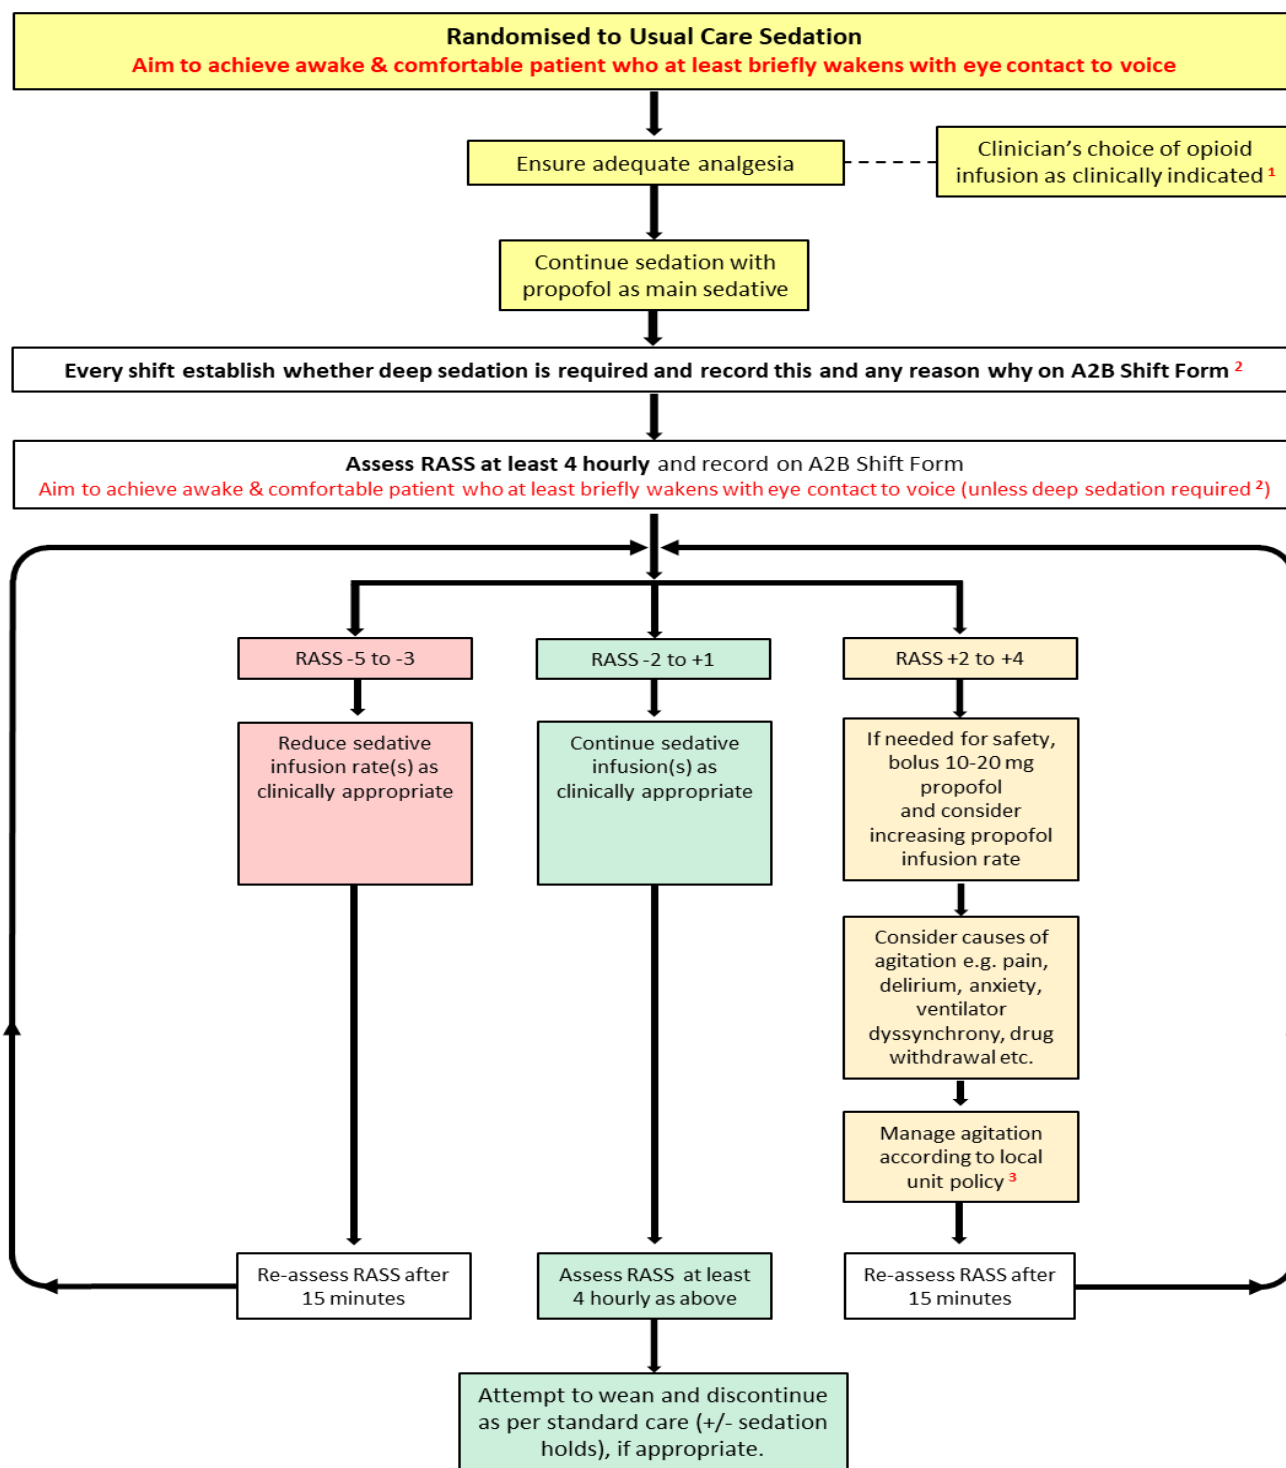 Randomised to Usual Care Sedation
Aim to achieve awake & comfortable patient who at least briefly wakens with eye contact to voice
Ensure adequate analgesia
Clinician's choice of opioid
infusion as clinically indicated 1
Continue sedation with
propofol as main sedative
Every shift establish whether deep sedation is required and record this and any reason why on A2B Shift Form 2
Assess RASS at least 4 hourly and record on A2B Shift Form
Aim to achieve awake & comfortable patient who at least briefly wakens with eye contact to voice (unless deep sedation required 2)
RASS -5 to -3
RASS -2 to +1
RASS +2 to +4
Reduce sedative
infusion rate(s) as
clinically appropriate
Continue sedative
infusion(s) as
clinically appropriate
If needed for safety,
bolus 10-20 mg
propofol
and consider
increasing propofol
infusion rate
Consider causes of
agitation e.g. pain,
delirium, anxiety,
ventilator
dyssynchrony, drug
withdrawal etc.
Manage agitation
according to local
unit policy 3
Re-assess RASS after
15 minutes
Assess RASS at least
4 hourly as above
Re-assess RASS after
15 minutes
Attempt to wean and discontinue
as per standard care (+/- sedation
holds), if appropriate.